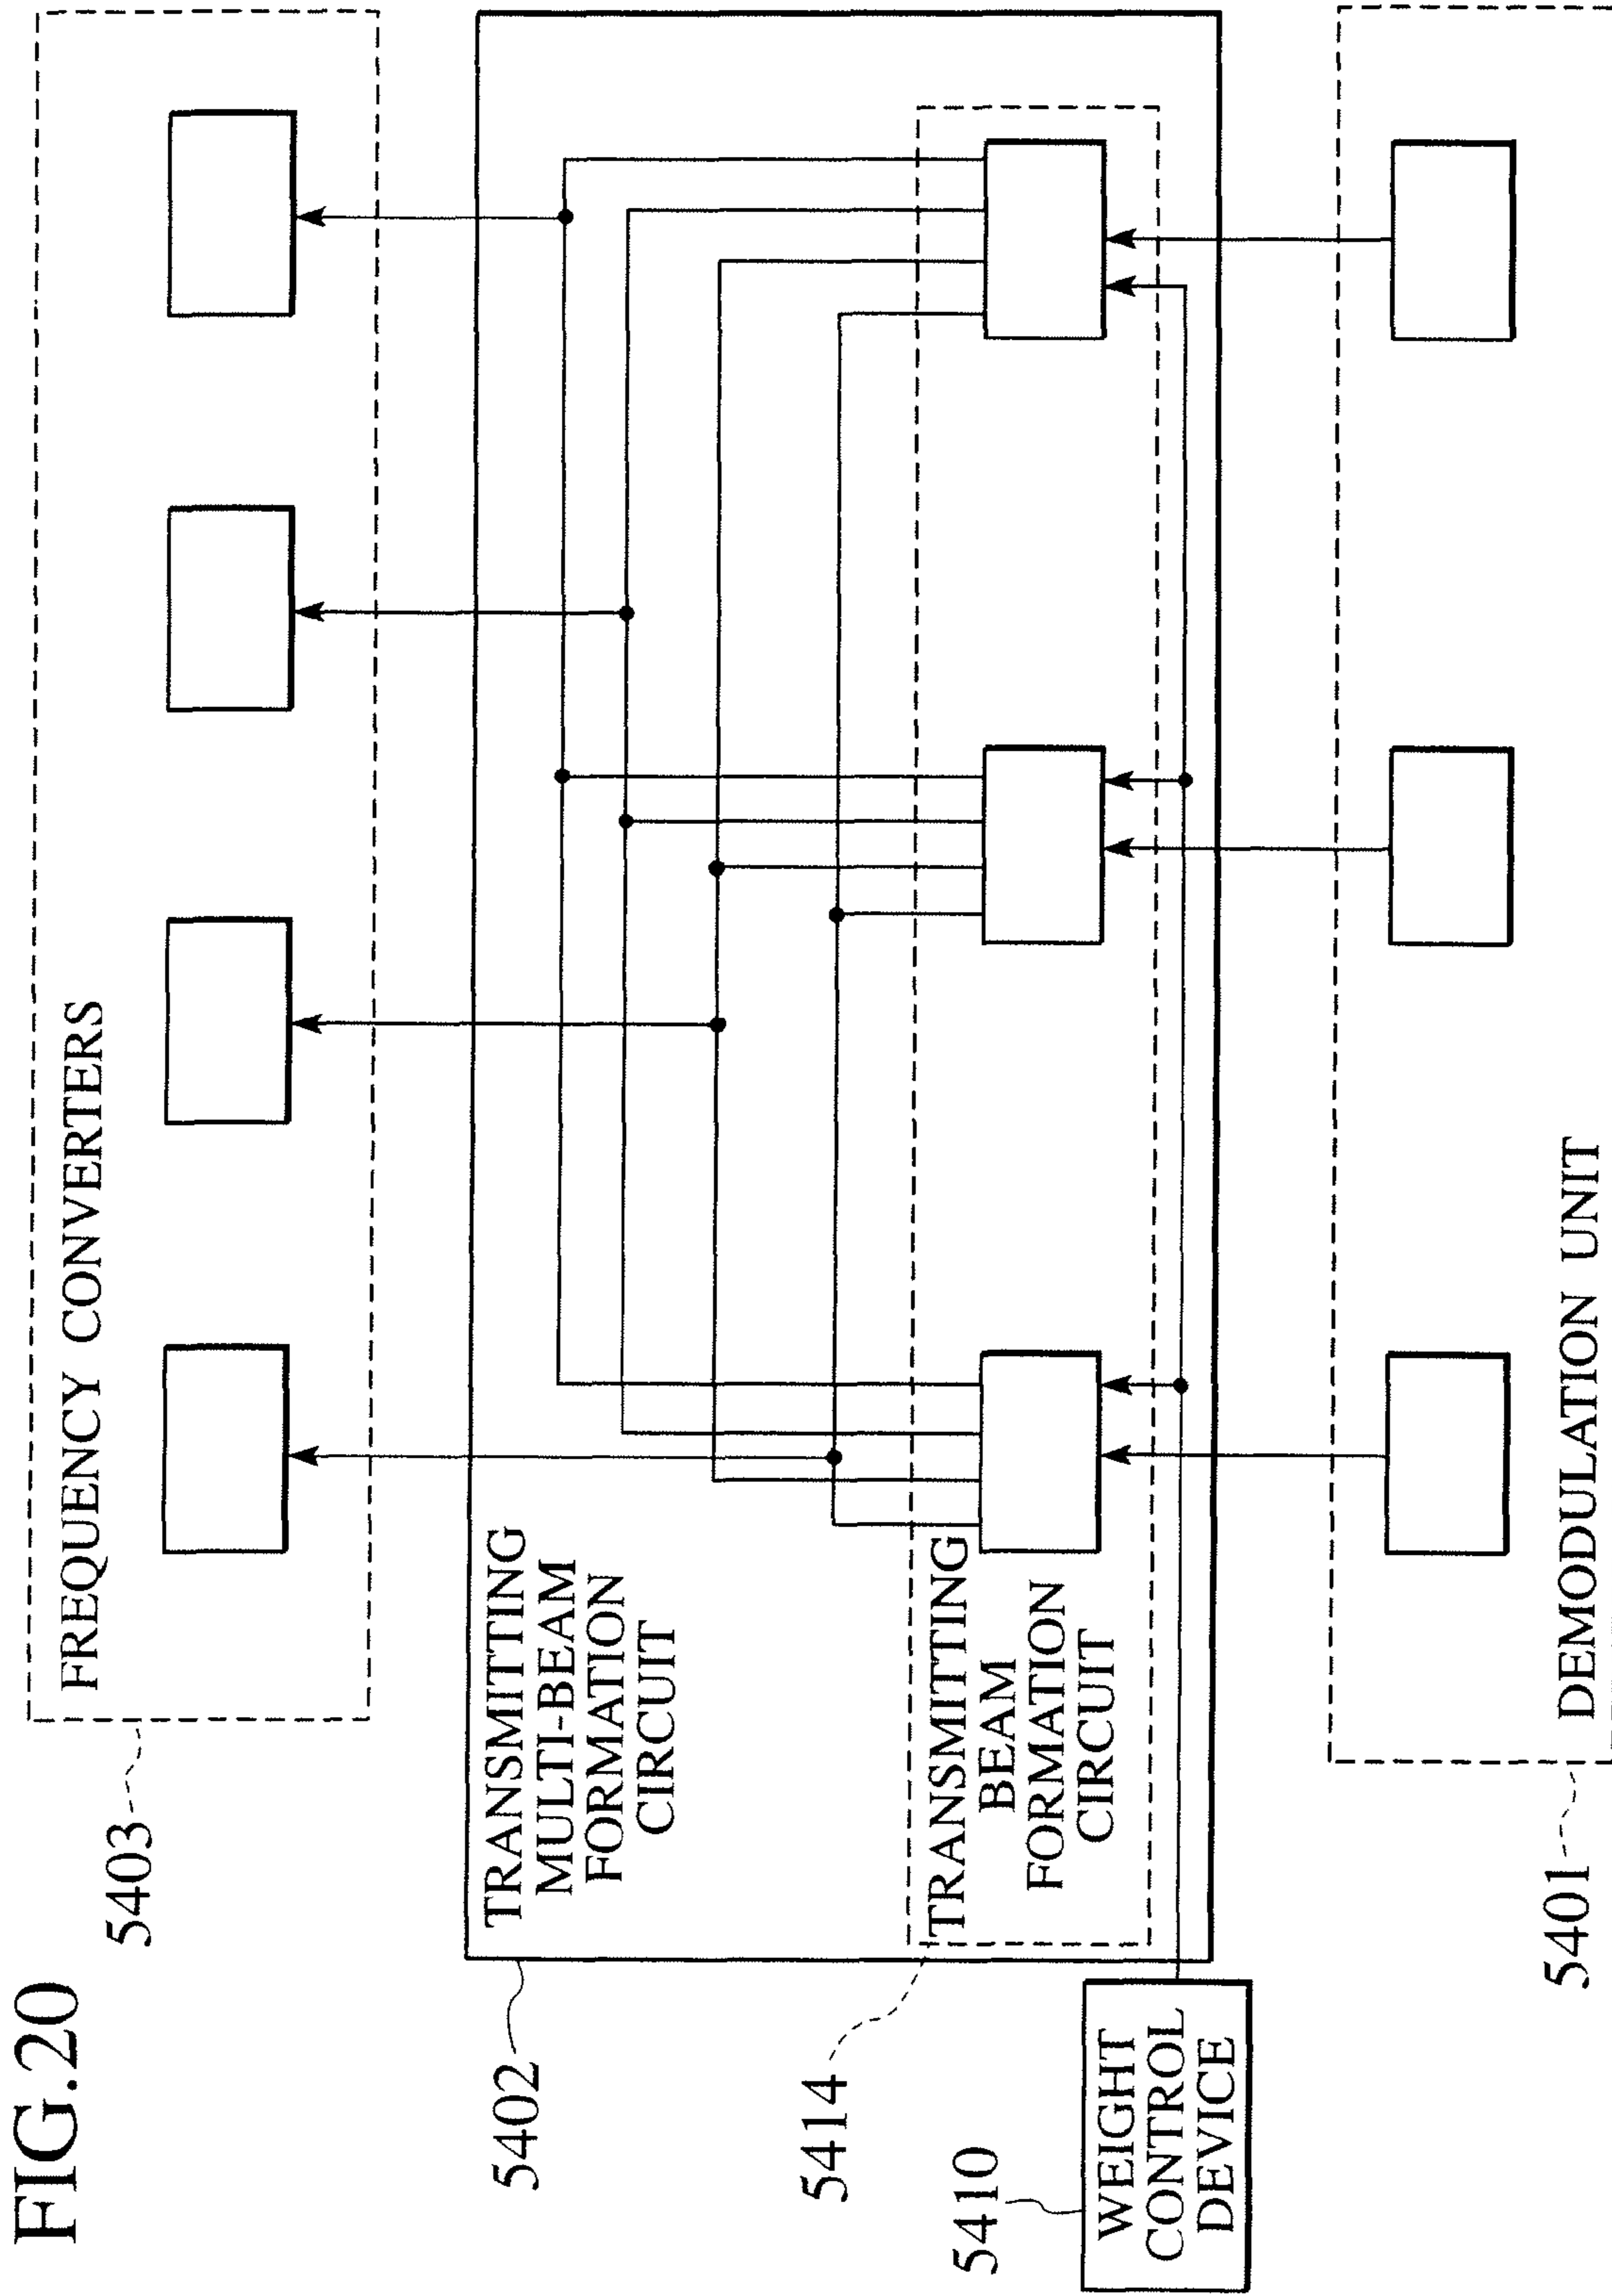 FIG.20
5403
FREQUENCY CONVERTERS
5402
TRANSMITTING
MULTI-BEAM
FORMATION
CIRCUIT
5414
TRANSMITTING
BEAM
FORMATION
CIRCUIT
5410
WEIGHT
CONTROL
DEVICE
5401
DEMODULATION UNIT